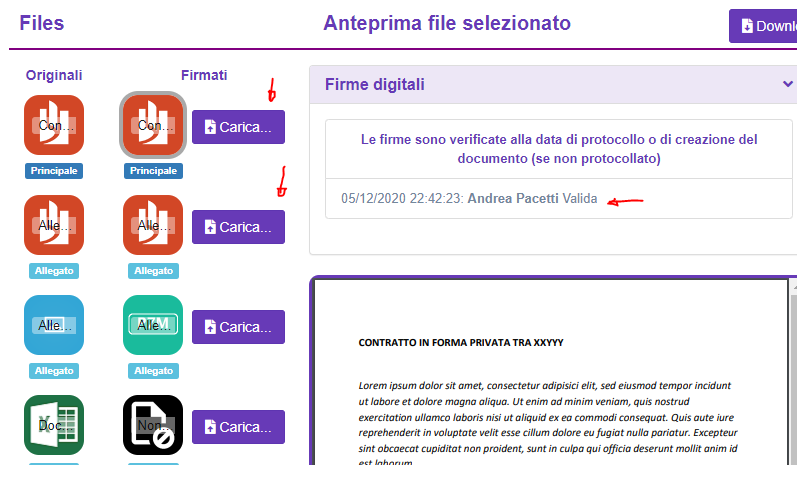 Files
Anteprima file selezionato
Downl
Originali
Firmati
Con...
Con...
Carica...
Principale
Principale
Alle...
Alle...
Carica...
Allegato
Allegato
Alle...
Alle...
Carica...
Allegato
Allegato
Doc...
Non...
Carica...
Firme digitali
Le firme sono verificate alla data di protocollo o di creazione del
documento (se non protocollato)
05/12/2020 22:42:23: Andrea Pacetti Valida
CONTRATTO IN FORMA PRIVATA TRA XXYYY
Lorem ipsum dolor sit amet, consectetur adipisici elit, sed eiusmod tempor incidunt
ut labore et dolore magna aliqua. Ut enim ad minim veniam, quis nostrud
exercitation ullamco laboris nisi ut aliquid ex ea commodi consequat. Quis aute iure
reprehenderit in voluptate velit esse cillum dolore eu fugiat nulla pariatur. Excepteur
sint obcaecat cupiditat non proident, sunt in culpa qui officia deserunt mollit anim id
est laborum.